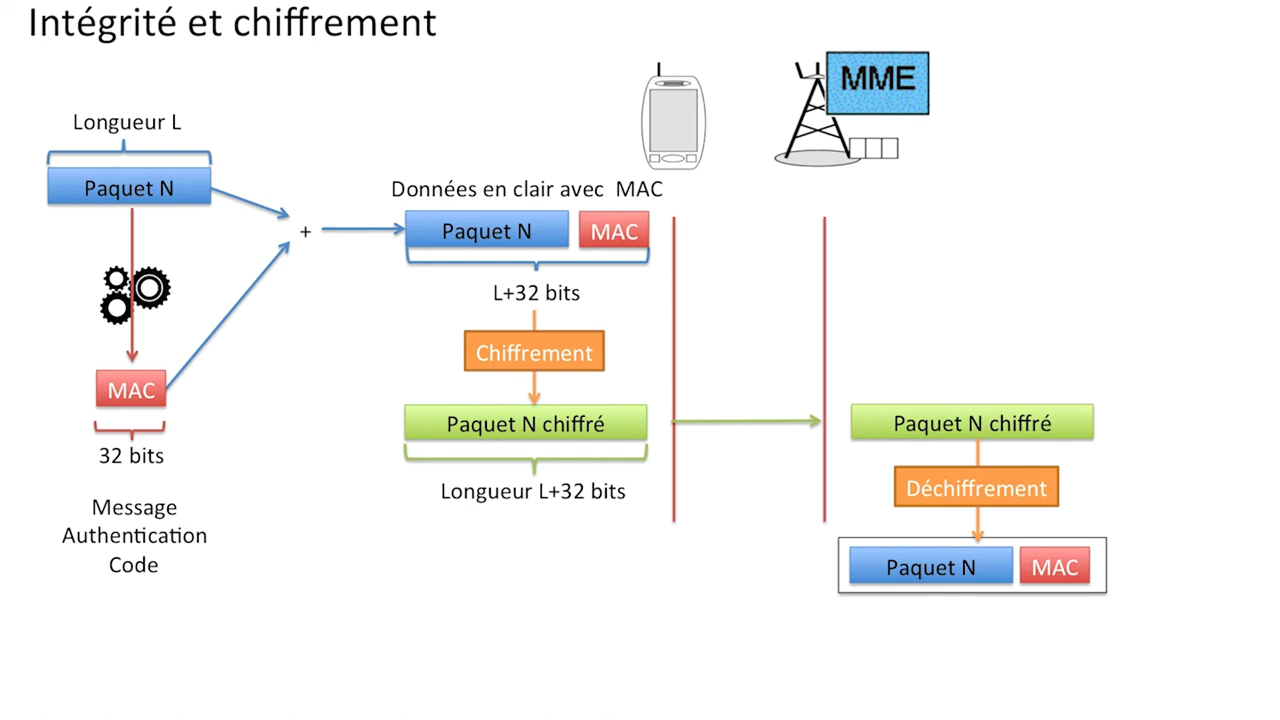 Intégrité et chiffrement
MME
Longueur L
Paquet N
Données en clair avec MAC
+
Paquet N
MAC
L+32 bits
Chiffrement
MAC
Paquet N chiffré
Paquet N chiffré
32 bits
Longueur L+32 bits
Déchiffrement
Message
Authentication
Code
Paquet N
MAC